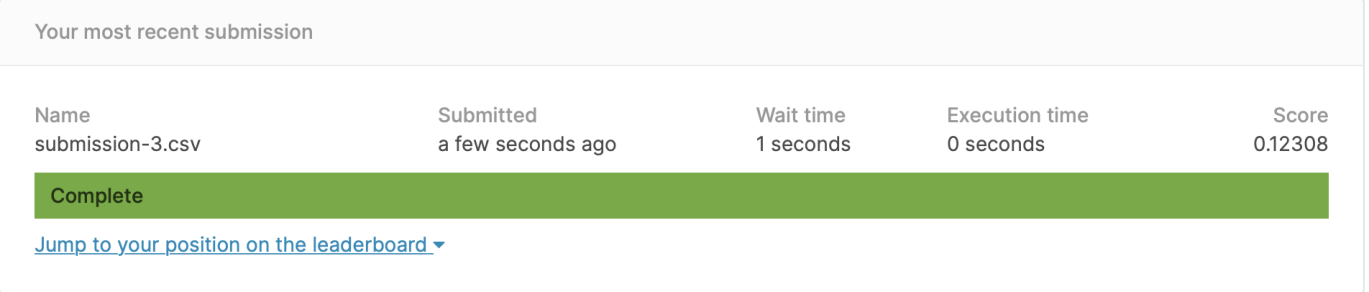 Your most recent submission
Name Submitted Wait time Execution time Score
submission-3.csv a few seconds ago 1 seconds 0 seconds 0.12308
Complete
Jump to your position on the leaderboard